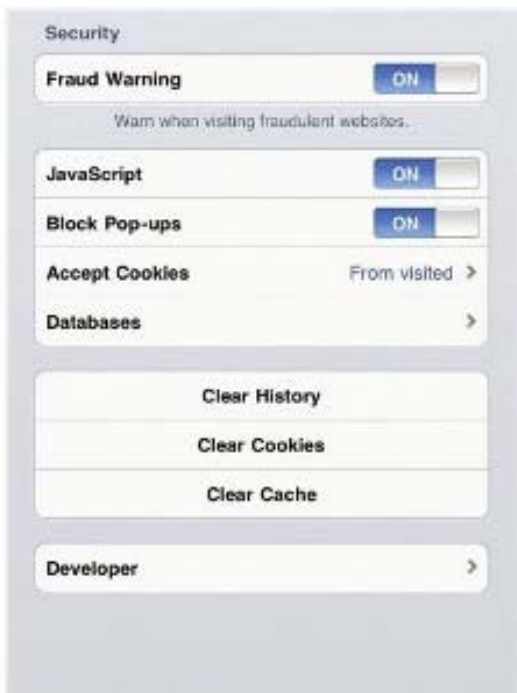 Security
Fraud Warning ON
Warn when visiting fraudulent websites.
JavaScript ON
Block Pop-ups ON
Accept Cookies From visited >
Databases >
Clear History
Clear Cookies
Clear Cache
Developer >